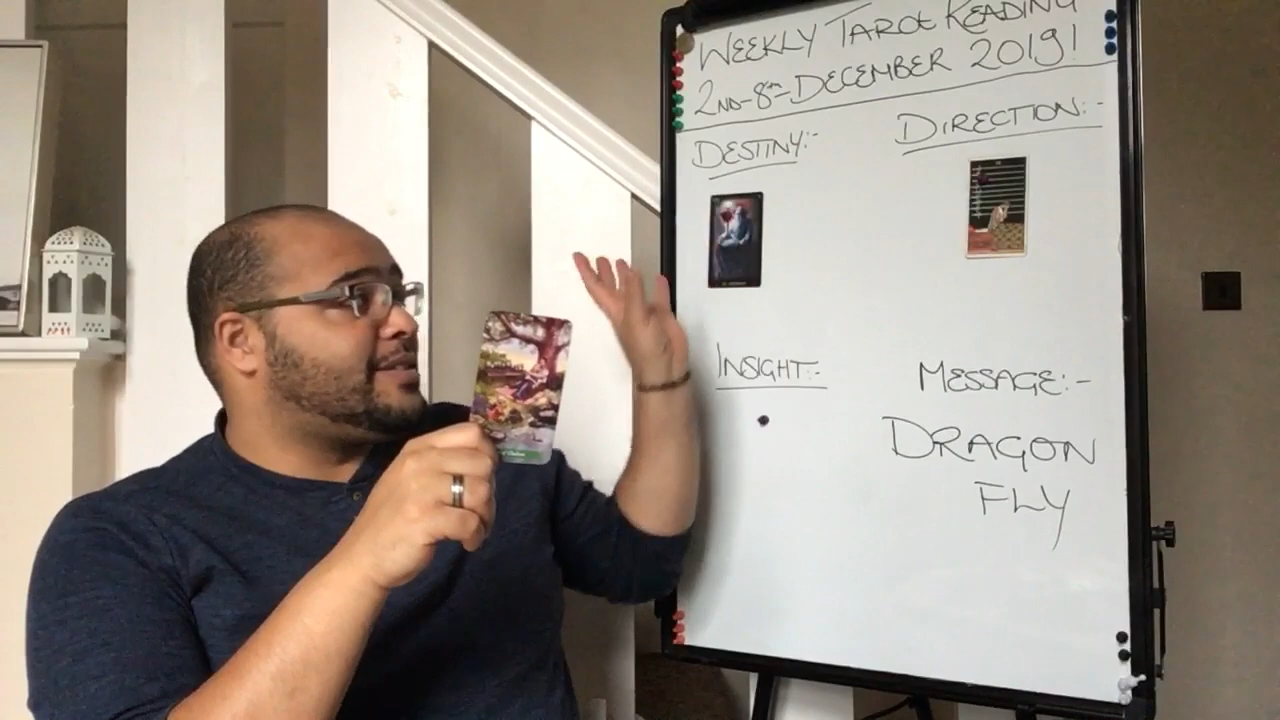 WEEKLY TAROT READING
2ND-8TH-DECEMBER 2019!
DESTINY:-
DIRECTION:-
INSIGHT:-
MESSAGE:-
DRAGON
FLY